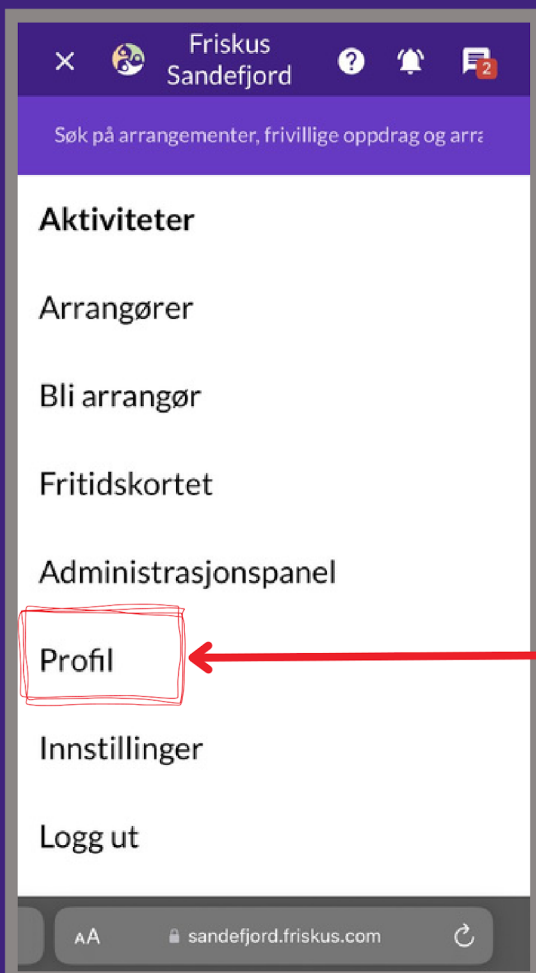 Friskus
Sandefjord
2
Søk på arrangementer, frivillige oppdrag og arra
Aktiviteter
Arrangører
Bli arrangør
Fritidskortet
Administrasjonspanel
Profil
Innstillinger
Logg ut
AA sandefjord.friskus.com